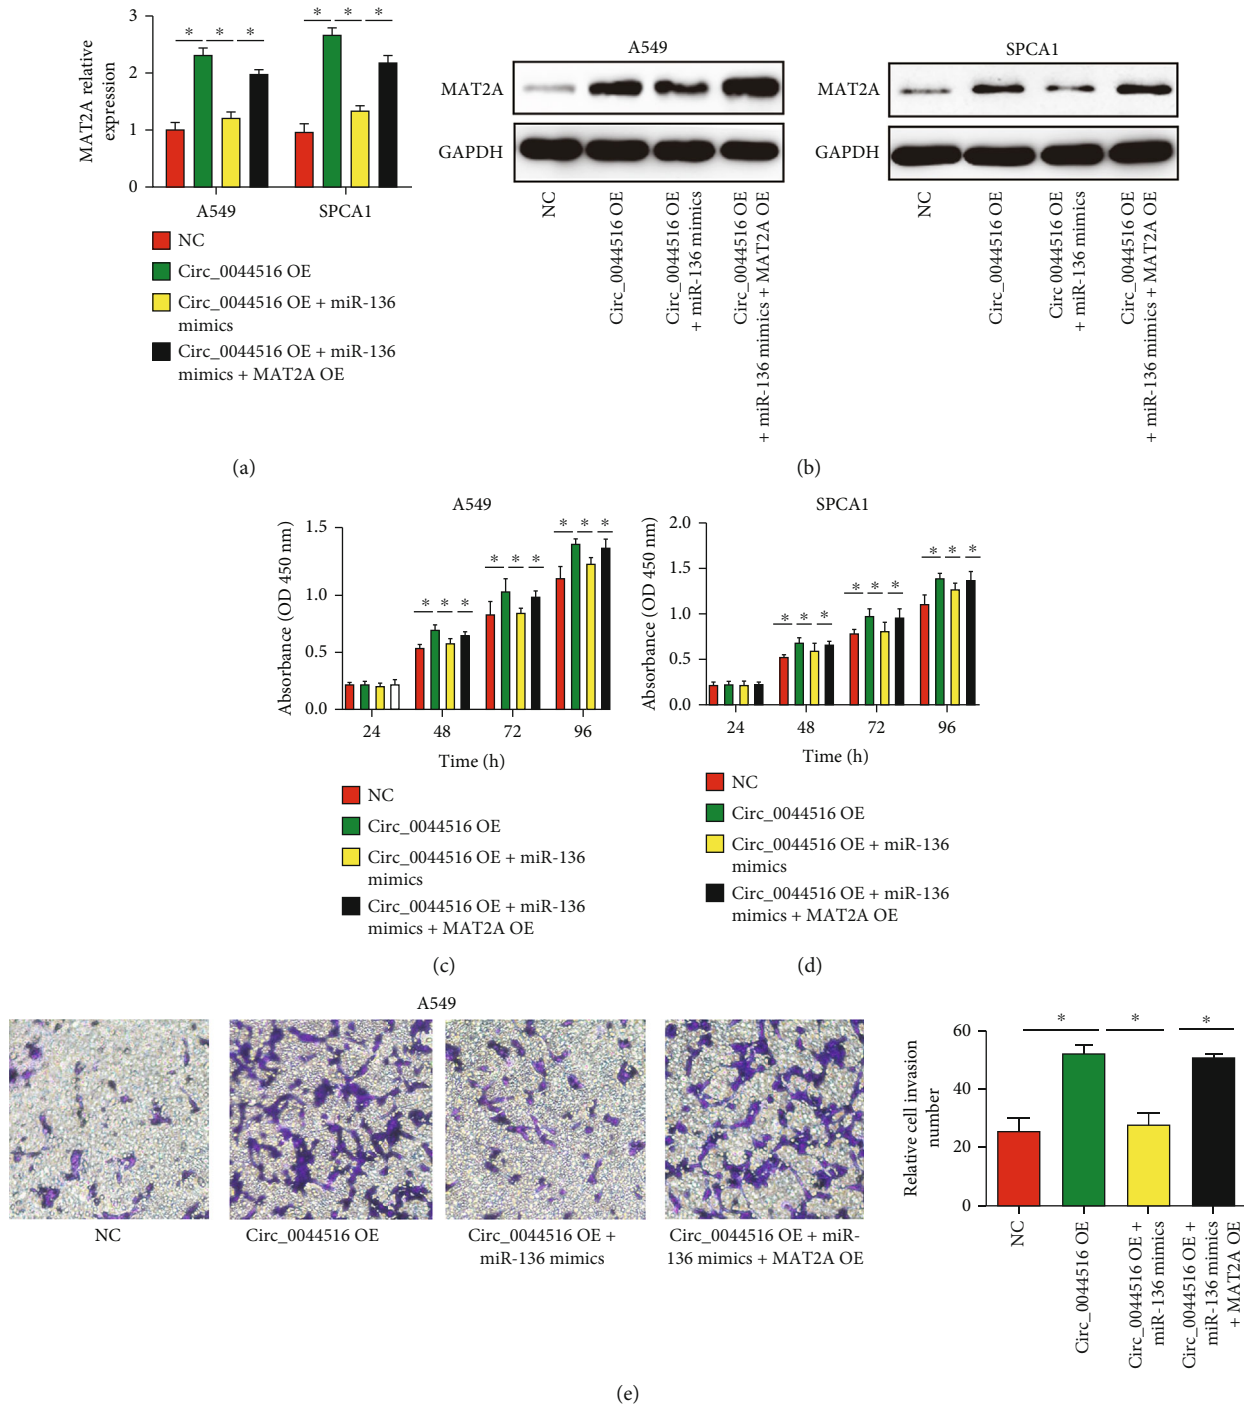 MAT2A relative
expression
3
2
1
0
* * * * * *
A549 SPCA1
NC
Circ_0044516 OE
Circ_0044516 OE + miR-136
mimics
Circ_0044516 OE + miR-136
mimics + MAT2A OE
(a)
A549
MAT2A
GAPDH
NC
Circ_0044516 OE
Circ_0044516 OE
+ miR-136 mimics
Circ_0044516 OE
+ miR-136 mimics + MAT2A OE
SPCA1
MAT2A
GAPDH
NC
Circ_0044516 OE
Circ 0044516 OE
+ miR-136 mimics
Circ_0044516 OE
+ miR-136 mimics + MAT2A OE
(b)
A549
Absorbance (OD 450 nm)
1.5
1.0
0.5
0.0
* * *
* * *
* * *
24 48 72 96
Time (h)
NC
Circ_0044516 OE
Circ_0044516 OE + miR-136
mimics
Circ_0044516 OE + miR-136
mimics + MAT2A OE
(c)
SPCA1
Absorbance (OD 450 nm)
2.0
1.5
1.0
0.5
0.0
* * *
* * *
* * *
24 48 72 96
Time (h)
NC
Circ_0044516 OE
Circ_0044516 OE + miR-136
mimics
Circ_0044516 OE + miR-136
mimics + MAT2A OE
(d)
A549
NC
Circ_0044516 OE
Circ_0044516 OE +
miR-136 mimics
Circ_0044516 OE + miR-
136 mimics + MAT2A OE
Relative cell invasion
number
60
40
20
0
* * *
NC
Circ_0044516 OE
Circ_0044516 OE +
miR-136 mimics
Circ_0044516 OE +
miR-136 mimics
+ MAT2A OE
(e)